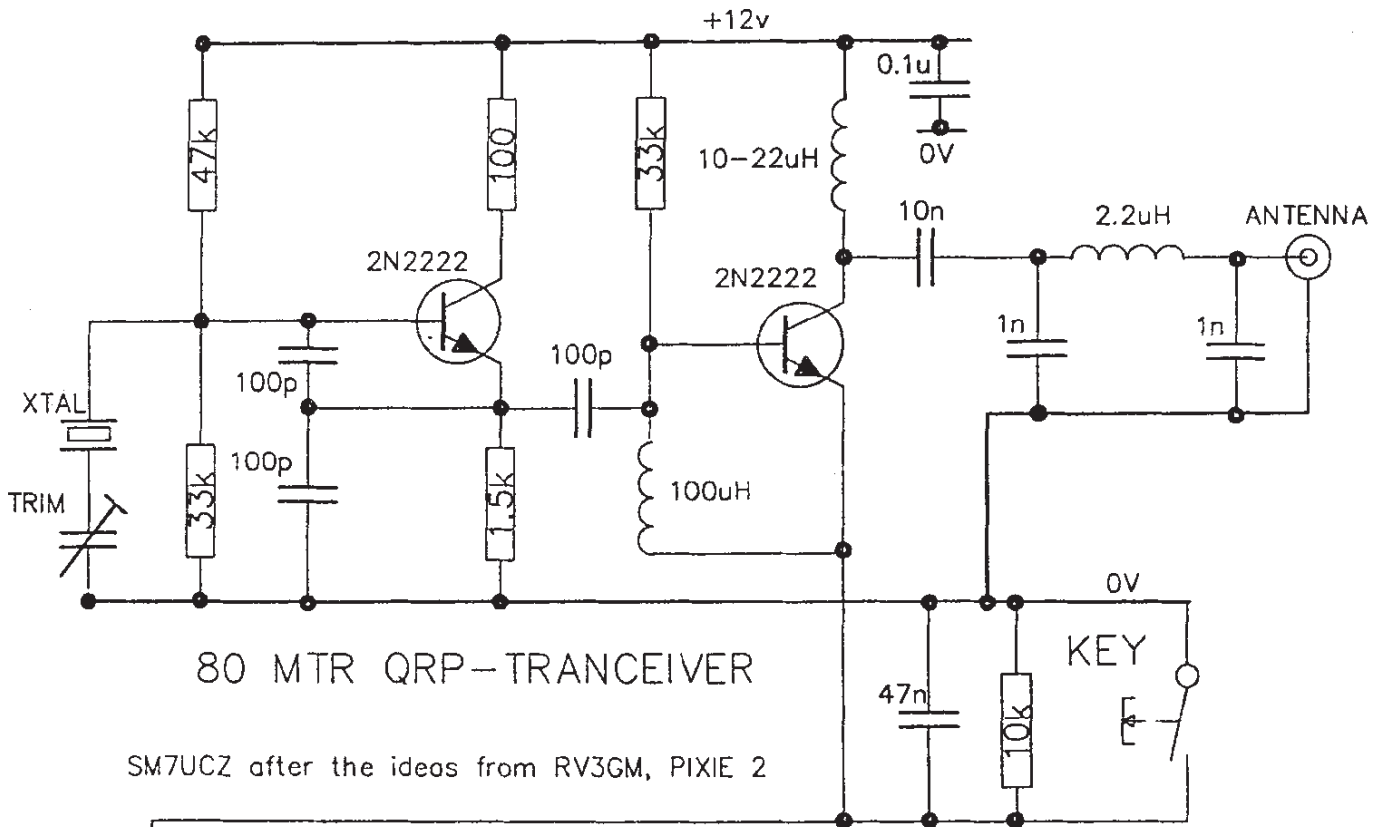 +12v
0.1u
47k
100
33k
10-22uH
0V
10n
2.2uH
ANTENNA
2N2222
2N2222
1n
1n
100p
100p
XTAL
100p
TRIM
33k
1.5k
100uH
0V
80 MTR QRP-TRANCEIVER
KEY
47n
10k
SM7UCZ after the ideas from RV3GM, PIXIE 2